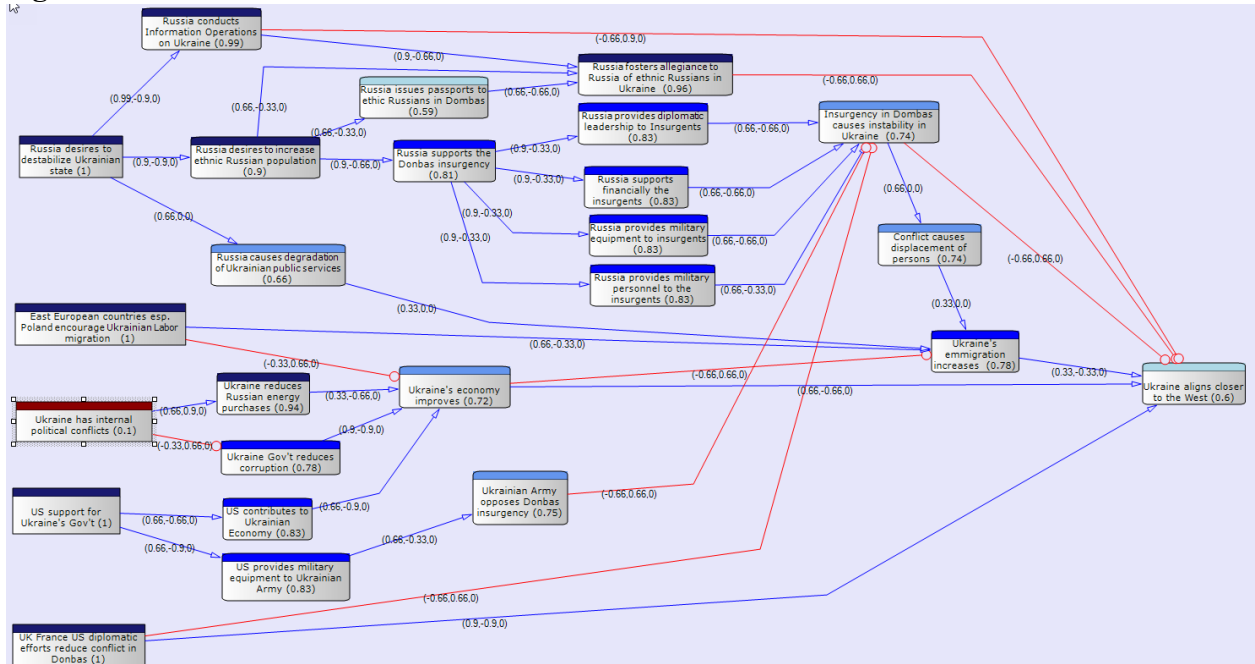 Russia conducts
Information Operations
on Ukraine (0.99)
(-0.66,0.9,0)
(0.9,-0.66,0)
Russia fosters allegiance to
Russia of ethnic Russians in
Ukraine (0.96)
(-0.66,0.66,0)
Russia issues passports to
ethic Russians in Dombas
(0.59)
(0.66,-0.66,0)
(0.99,-0.9,0)
(0.66,-0.33,0)
(0.66,-0.33,0)
Russia provides diplomatic
leadership to Insurgents
(0.83)
(0.66,-0.66,0)
Insurgency in Dombas
causes instability in
Ukraine (0.74)
Russia desires to
destabilize Ukrainian
state (1)
(0.9,-0.9,0)
Russia desires to increase
ethnic Russian population
(0.9)
(0.9,-0.66,0)
Russia supports the
Donbas insurgency
(0.81)
(0.9,-0.33,0)
(0.9,-0.33,0)
(0.9,-0.33,0)
(0.9,-0.33,0)
Russia supports
financially the
insurgents (0.83)
(0.66,-0.66,0)
(0.66,0,0)
(0.66,0,0)
Russia provides military
equipment to insurgents
(0.83)
(0.66,-0.66,0)
Conflict causes
displacement of
persons (0.74)
(-0.66,0.66,0)
Russia causes degradation
of Ukrainian public services
(0.66)
Russia provides military
personnel to the
insurgents (0.83)
(0.66,-0.33,0)
(0.33,0,0)
(0.33,0,0)
East European countries esp.
Poland encourage Ukrainian Labor
migration (1)
(0.66,-0.33,0)
(-0.33,0.66,0)
Ukraine's
emmigration
increases (0.78)
(0.33,-0.33,0)
(-0.66,0.66,0)
(0.66,-0.66,0)
Ukraine aligns closer
to the West (0.6)
Ukraine reduces
Russian energy
purchases (0.94)
(0.33,-0.66,0)
Ukraine's economy
improves (0.72)
Ukraine has internal
political conflicts (0.1)
(0.66,0.9,0)
(-0.33,0.66,0)
(0.9,-0.9,0)
Ukraine Gov't reduces
corruption (0.78)
US support for
Ukraine's Gov't (1)
(0.66,-0.66,0)
(0.66,-0.9,0)
US contributes to
Ukrainian
Economy (0.83)
(0.66,-0.9,0)
Ukrainian Army
opposes Donbas
insurgency (0.75)
(-0.66,0.66,0)
(0.66,-0.33,0)
US provides military
equipment to Ukrainian
Army (0.83)
(-0.66,0.66,0)
(0.9,-0.9,0)
UK France US diplomatic
efforts reduce conflict in
Donbas (1)